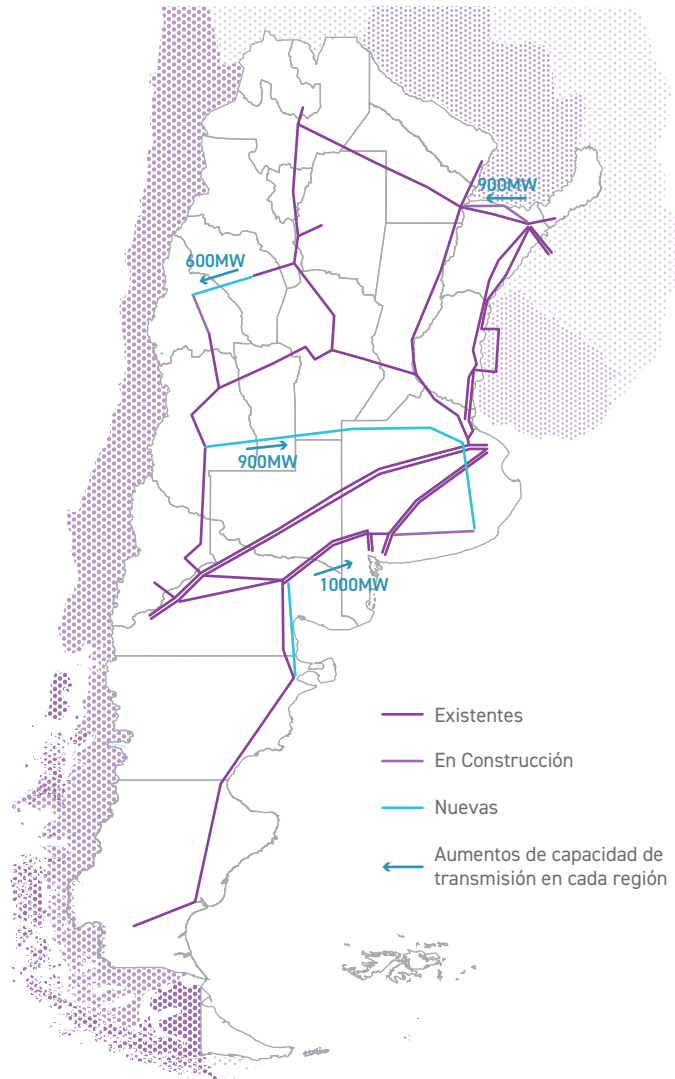 900MW
600MW
900MW
1000MW
Existentes
En Construcción
Nuevas
Aumentos de capacidad de
transmisión en cada región